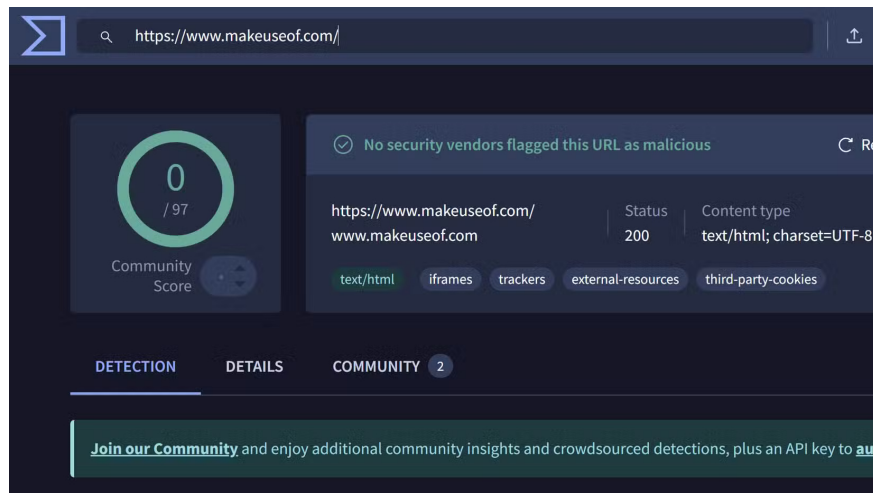 https://www.makeuseof.com/
0
/ 97
Community
Score
No security vendors flagged this URL as malicious
https://www.makeuseof.com/
www.makeuseof.com
Status
200
Content type
text/html; charset=UTF-8
text/html
iframes
trackers
external-resources
third-party-cookies
DETECTION
DETAILS
COMMUNITY 2
Join our Community and enjoy additional community insights and crowdsourced detections, plus an API key to